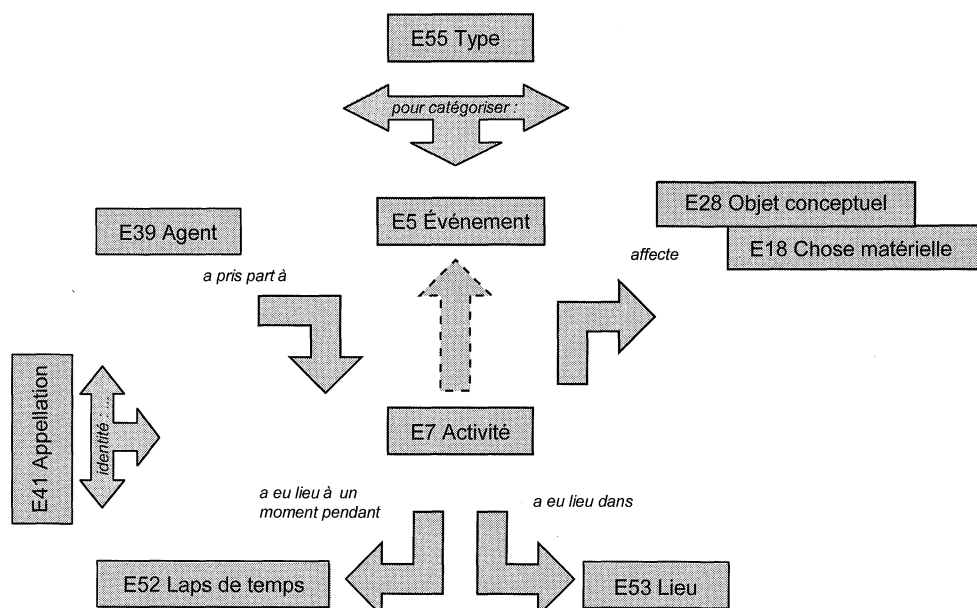 E55 Type
pour catégoriser :
E28 Objet conceptuel
E39 Agent
E5 Événement
E18 Chose matérielle
affecte
a pris part à
E41 Appellation
identité : ...
E7 Activité
a eu lieu à un
moment pendant
a eu lieu dans
E52 Laps de temps
E53 Lieu